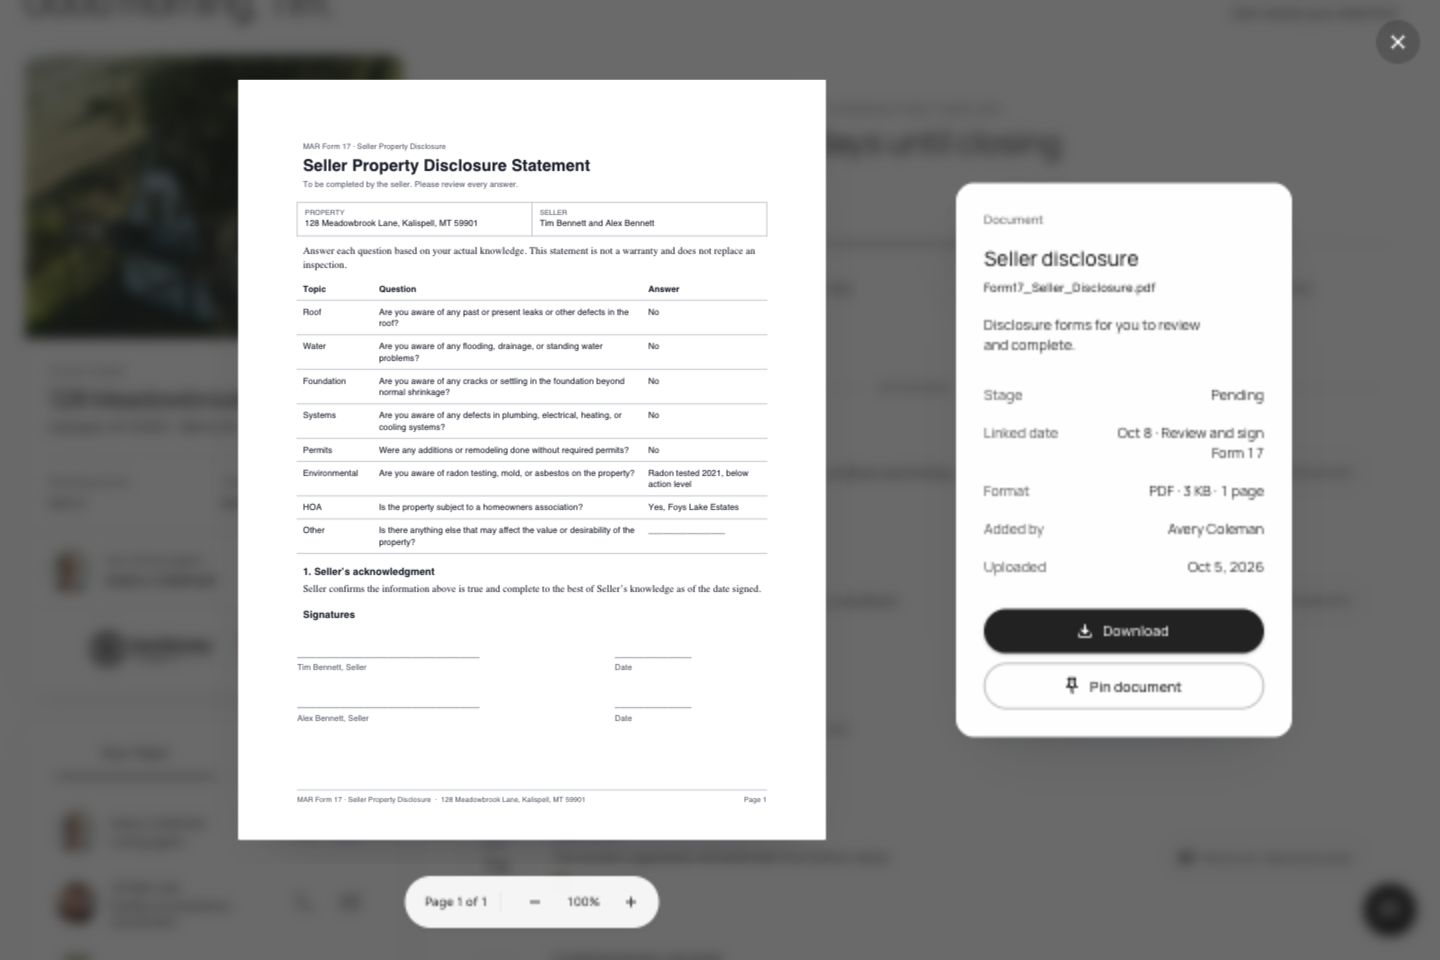 Good morning, Tim.
days until closing
MAR Form 17 · Seller Property Disclosure
Seller Property Disclosure Statement
To be completed by the seller. Please review every answer.
PROPERTY
128 Meadowbrook Lane, Kalispell, MT 59901
SELLER
Tim Bennett and Alex Bennett
Answer each question based on your actual knowledge. This statement is not a warranty and does not replace an
inspection.
Topic Question Answer
Roof Are you aware of any past or present leaks or other defects in the No
roof?
Water Are you aware of any flooding, drainage, or standing water No
problems?
Foundation Are you aware of any cracks or settling in the foundation beyond No
normal shrinkage?
Systems Are you aware of any defects in plumbing, electrical, heating, or No
cooling systems?
Permits Were any additions or remodeling done without required permits? No
Environmental Are you aware of radon testing, mold, or asbestos on the property? Radon tested 2021, below
action level
HOA Is the property subject to a homeowners association? Yes, Foys Lake Estates
Other Is there anything else that may affect the value or desirability of the ________________
property?
1. Seller's acknowledgment
Seller confirms the information above is true and complete to the best of Seller's knowledge as of the date signed.
Signatures
Tim Bennett, Seller Date
Alex Bennett, Seller Date
MAR Form 17 · Seller Property Disclosure · 128 Meadowbrook Lane, Kalispell, MT 59901 Page 1
Page 1 of 1 − 100% +
Document
Seller disclosure
Form17_Seller_Disclosure.pdf
Disclosure forms for you to review
and complete.
Stage Pending
Linked date Oct 8 · Review and sign
Form 17
Format PDF · 3 KB · 1 page
Added by Avery Coleman
Uploaded Oct 5, 2026
Download
Pin document